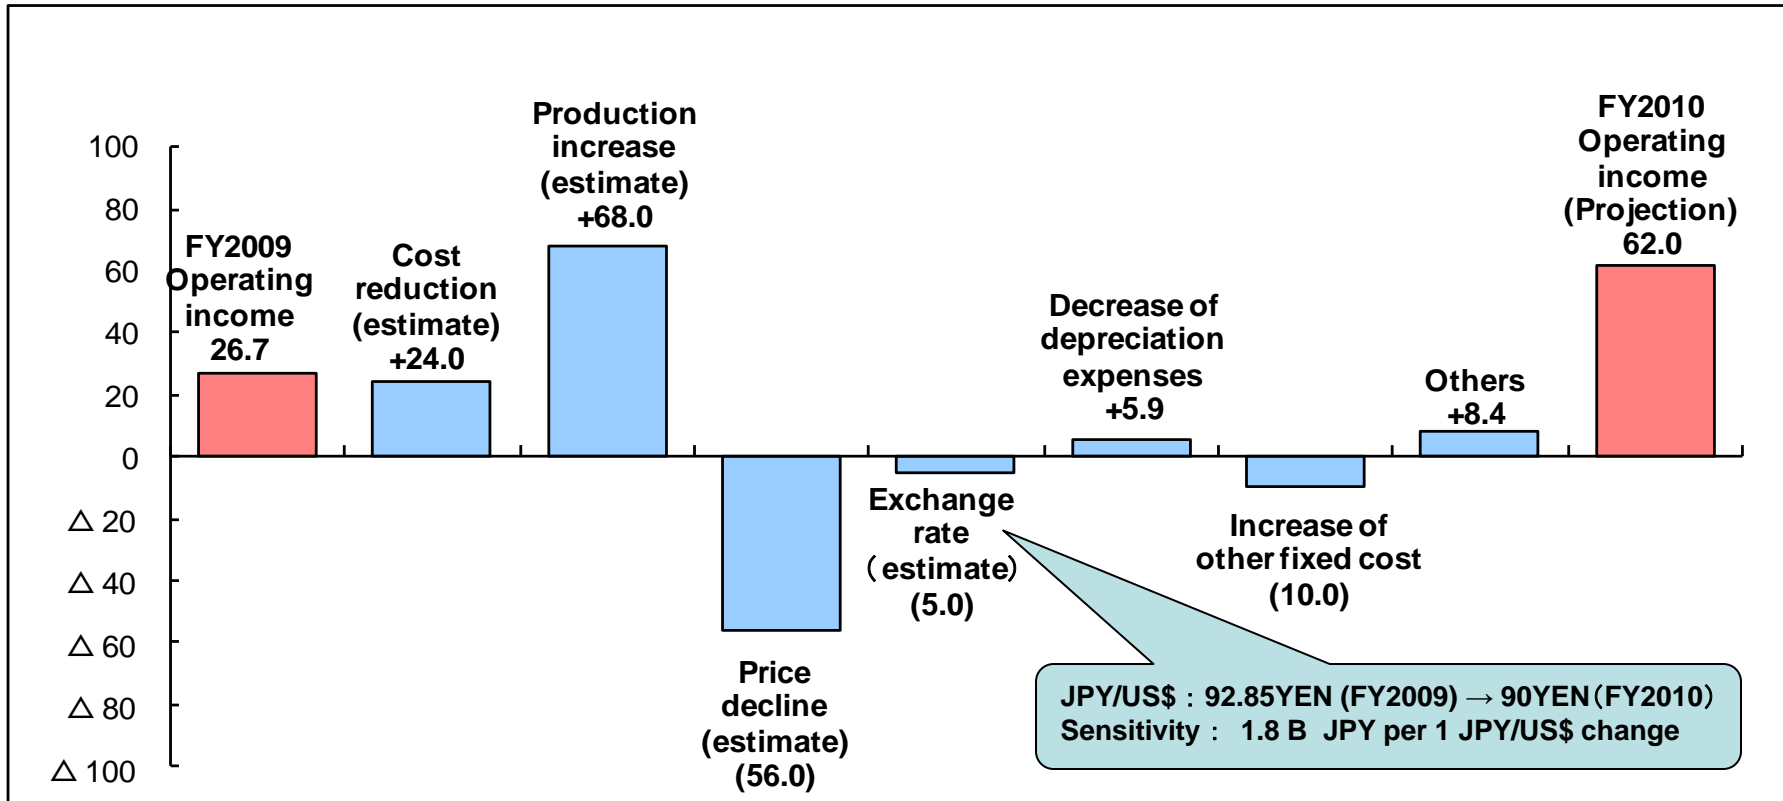 100
80
60
40
20
0
△ 20
△ 40
△ 60
△ 80
△ 100
FY2009
Operating
income
26.7
Cost
reduction
(estimate)
+24.0
Production
increase
(estimate)
+68.0
Price
decline
(estimate)
(56.0)
Exchange
rate
（estimate）
(5.0)
Decrease of
depreciation
expenses
+5.9
Increase of
other fixed cost
(10.0)
Others
+8.4
FY2010
Operating
income
(Projection)
62.0
JPY/US$：92.85YEN (FY2009) → 90YEN（FY2010）
Sensitivity： 1.8 B JPY per 1 JPY/US$ change